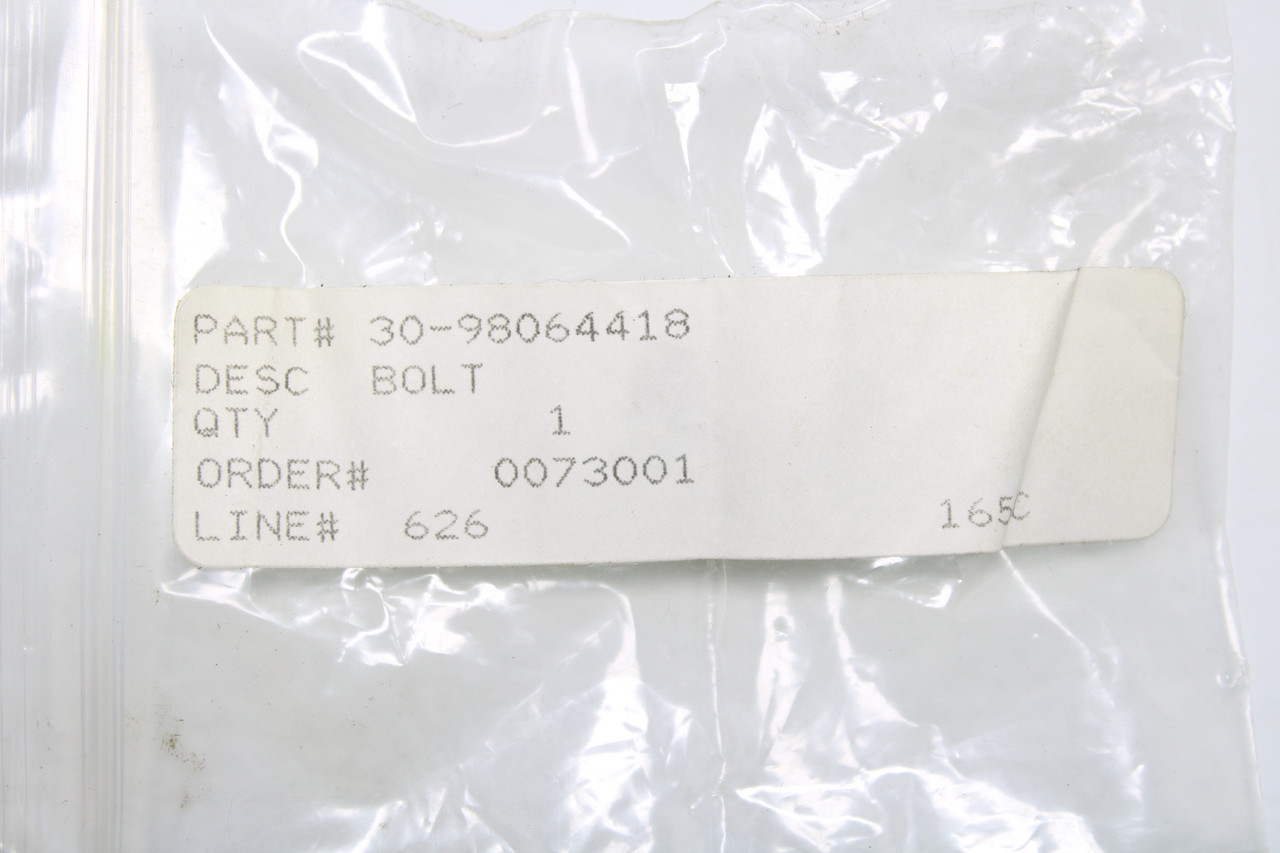 PART# 30-98064418
DESC BOLT
QTY 1
ORDER# 0073001
LINE# 626 165C